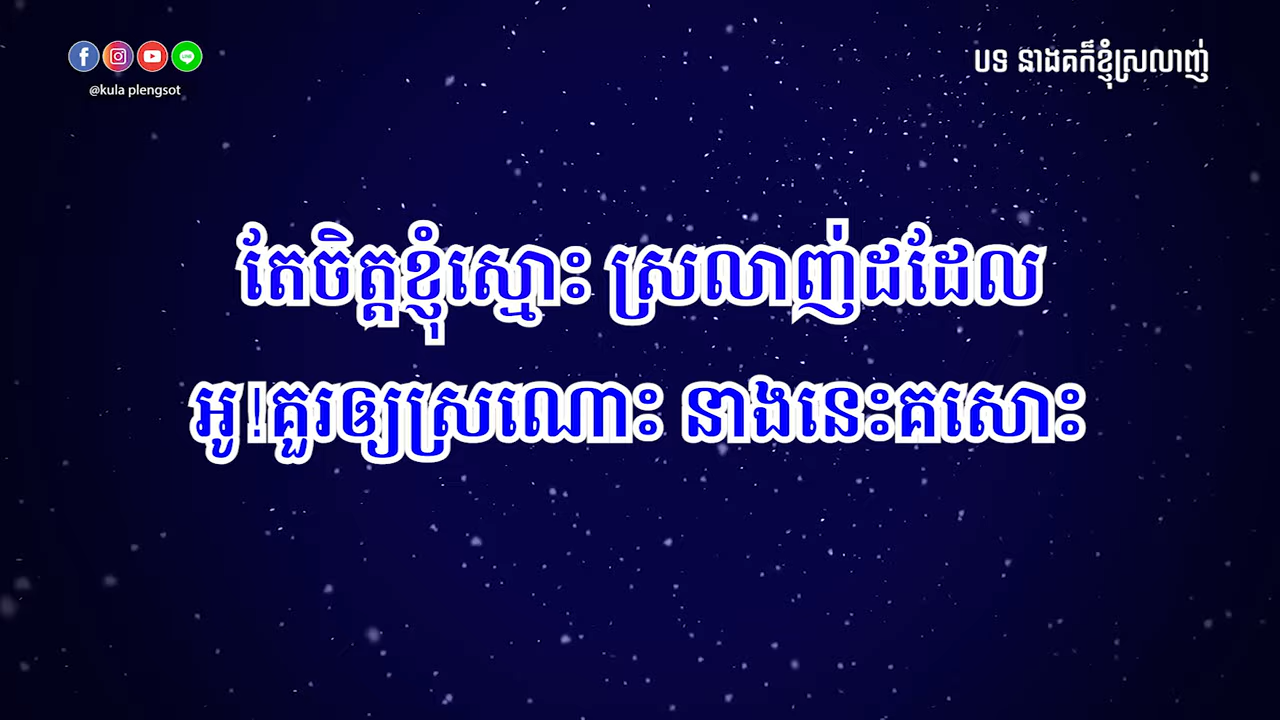 @kula plengsot
បទ នាងគក៏ខ្ញុំស្រលាញ់
តែចិត្តខ្ញុំស្មោះ ស្រលាញ់ដដែល
អូ!គួរឲ្យស្រណោះ នាងនេះគសោះ